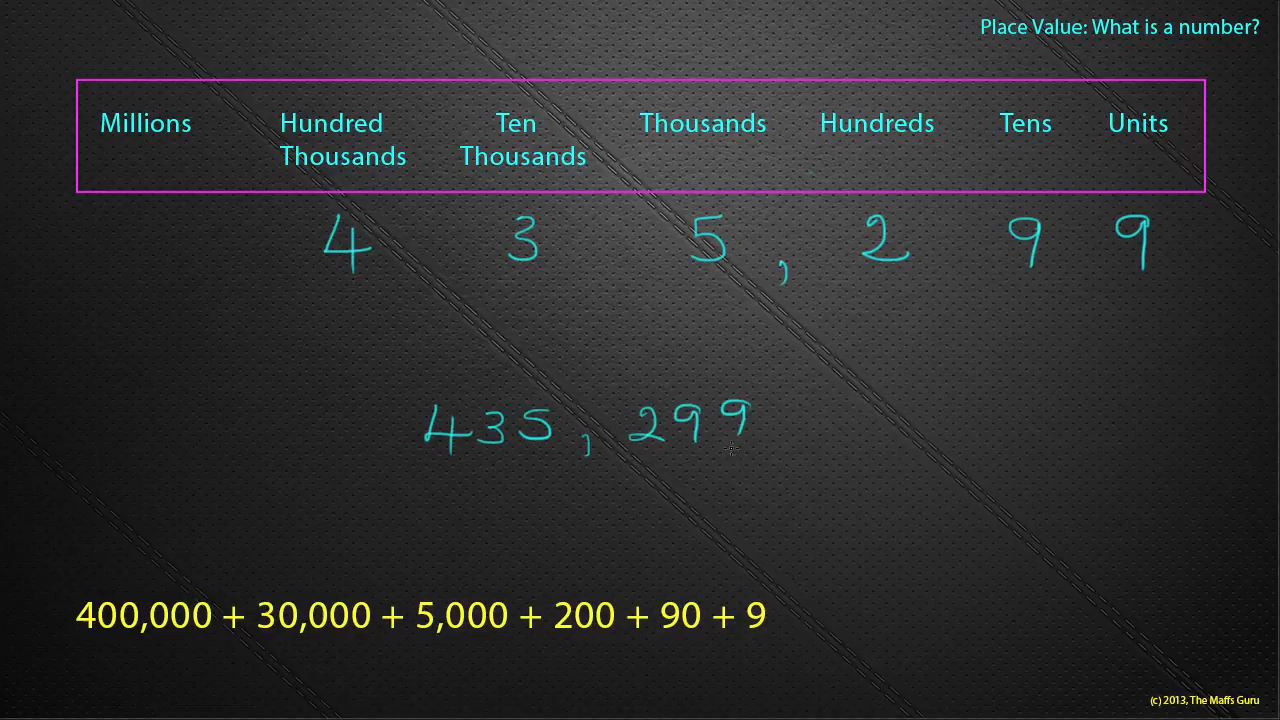 Place Value: What is a number?
Millions Hundred Thousands Ten Thousands Thousands Hundreds Tens Units
4 3 5 , 2 9 9
435, 299
400,000 + 30,000 + 5,000 + 200 + 90 + 9
(c) 2013, The Maffs Guru